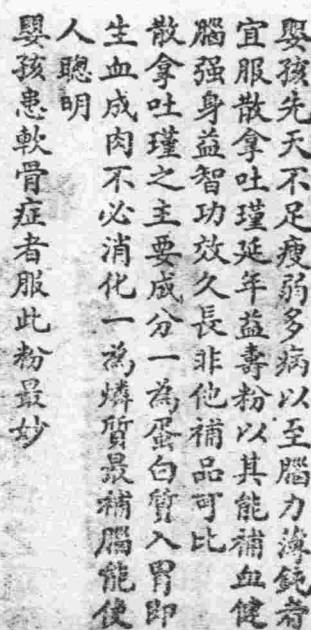 嬰孩先天不足瘦弱多病以至腦力薄鈍者
宜服散拿吐瑾延年益壽粉以其能補血健
腦强身益智功效久長非他補品可比
散拿吐瑾之主要成分一為蛋白質入胃即
生血成肉不必消化一為燐質最補腦能使
人聰明
嬰孩患軟骨症者服此粉最妙